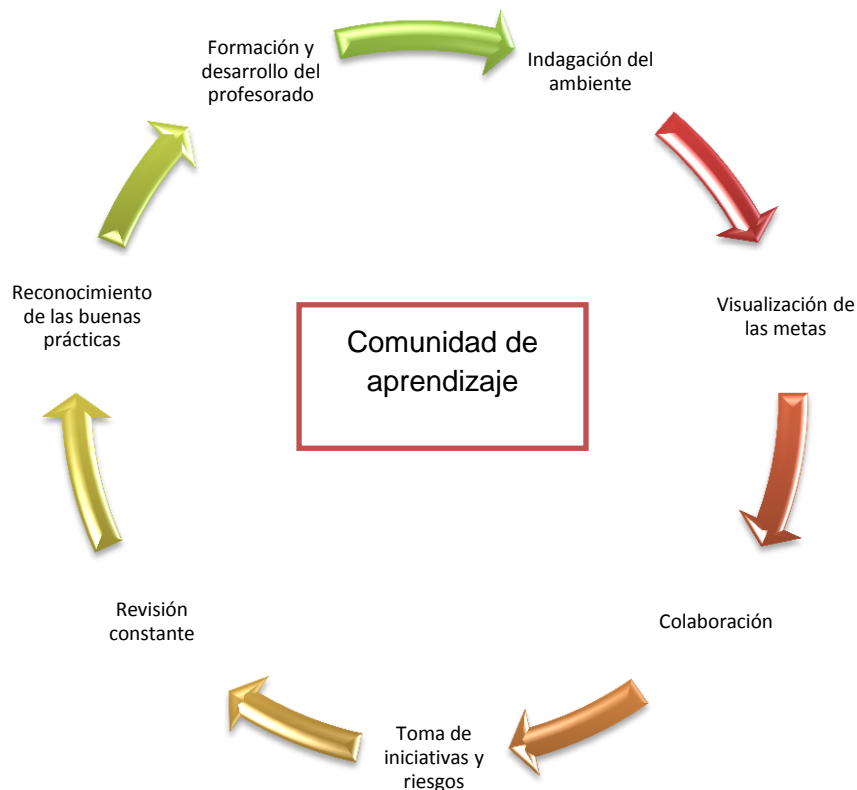 Formación y
desarrollo del
profesorado
Indagación del
ambiente
Visualización de
las metas
Colaboración
Toma de
iniciativas y
riesgos
Revisión
constante
Reconocimiento
de las buenas
prácticas
Comunidad de
aprendizaje